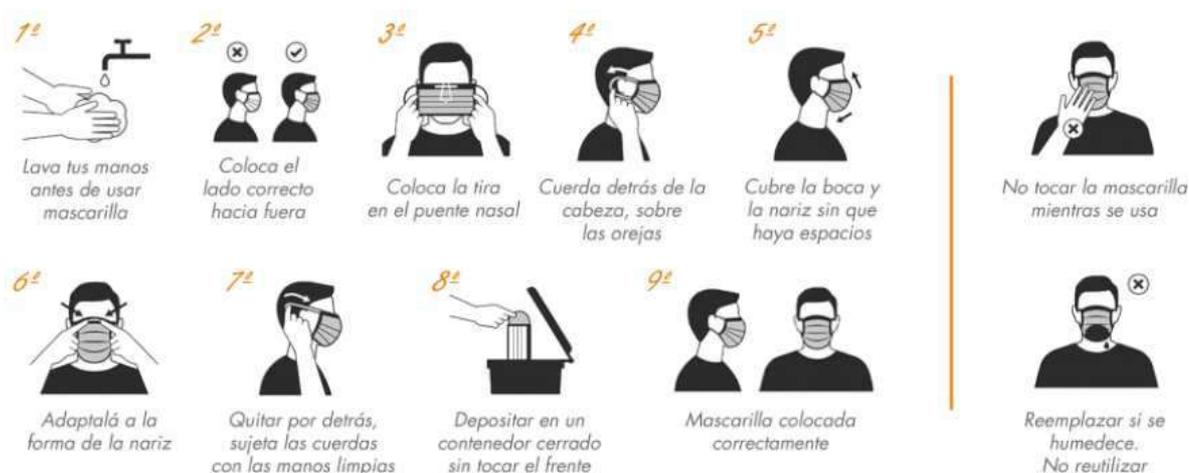 1º
Lava tus manos
antes de usar
mascarilla
2º
Coloca el
lado correcto
hacia fuera
3º
Coloca la tira
en el puente nasal
4º
Cuerda detrás de la
cabeza, sobre
las orejas
5º
Cubre la boca y
la nariz sin que
haya espacios
No tocar la mascarilla
mientras se usa
6º
Adaptalá a la
forma de la nariz
7º
Quitar por detrás,
sujeta las cuerdas
con las manos limpias
8º
Depositar en un
contenedor cerrado
sin tocar el frente
9º
Mascarilla colocada
correctamente
Reemplazar si se
humedece.
No reutilizar